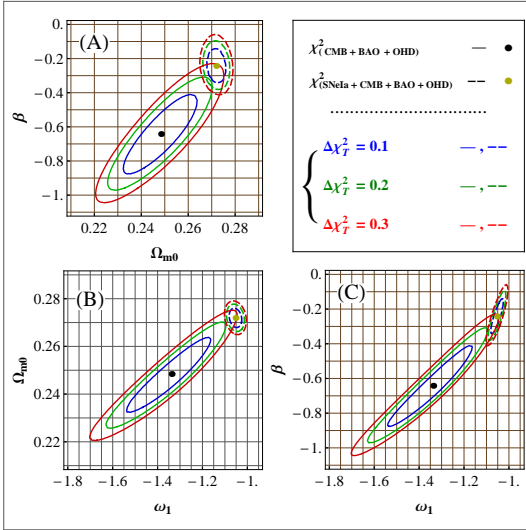 (A)
0.
−0.2
−0.4
−0.6
−0.8
−1.
β
0.22 0.24 0.26 0.28
Ωm0
χ²(CMB + BAO + OHD) — ●
χ²(SNeIa + CMB + BAO + OHD) −− ●
Δχ²T = 0.1 — , −−
Δχ²T = 0.2 — , −−
Δχ²T = 0.3 — , −−
(B)
0.28
0.26
0.24
0.22
Ωm0
−1.8 −1.6 −1.4 −1.2 −1.
ω1
(C)
0.
−0.2
−0.4
−0.6
−0.8
−1.
β
−1.8 −1.6 −1.4 −1.2 −1.
ω1